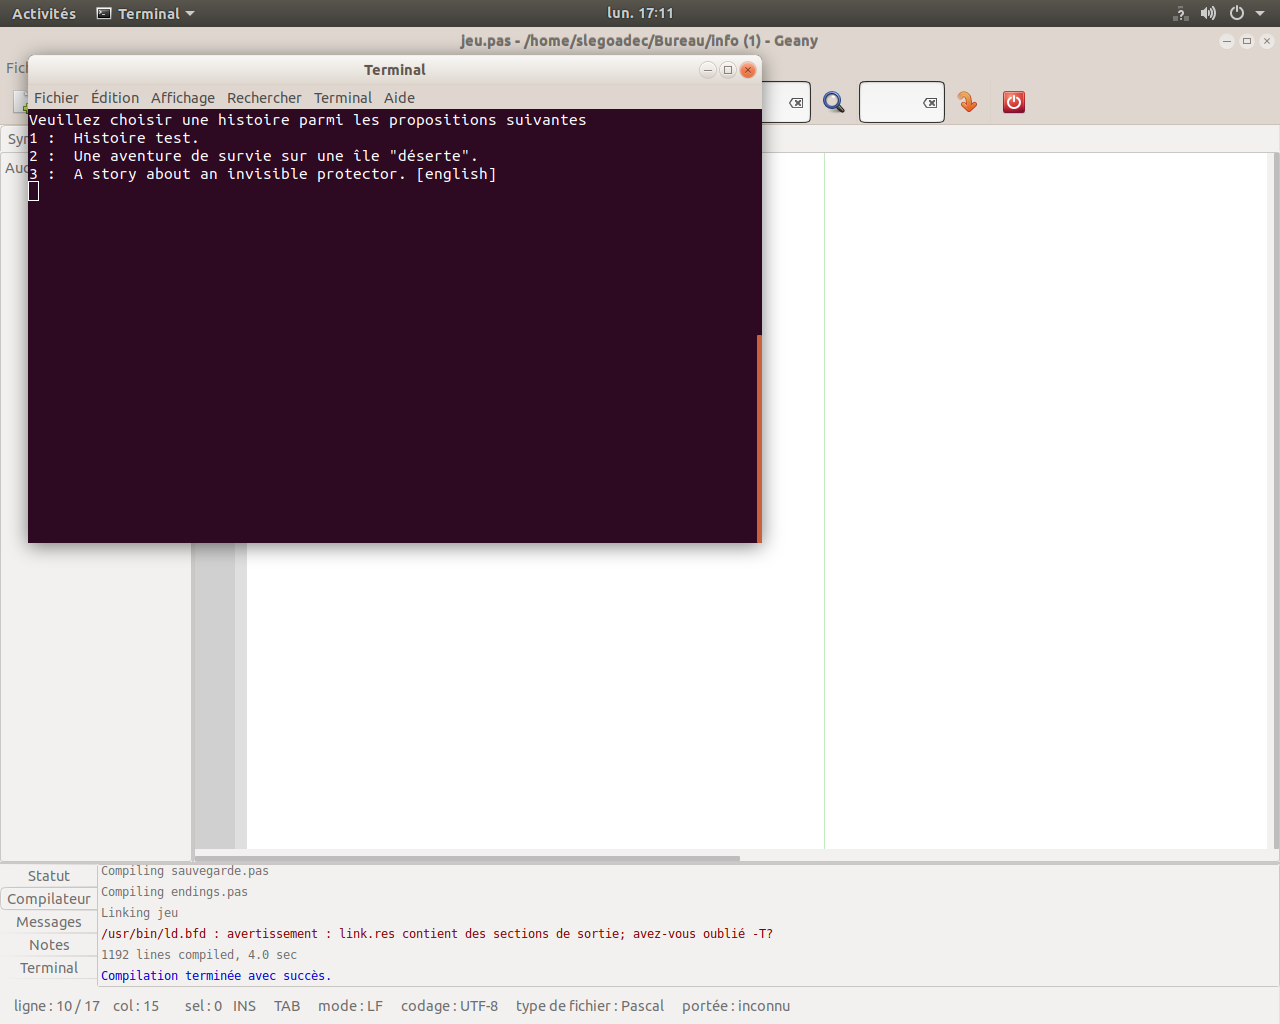 Activités Terminal lun. 17:11
jeu.pas - /home/slegoadec/Bureau/info (1) - Geany
Terminal
Fichier Édition Affichage Rechercher Terminal Aide
Veuillez choisir une histoire parmi les propositions suivantes
1 : Histoire test.
2 : Une aventure de survie sur une île "déserte".
3 : A story about an invisible protector. [english]
Statut
Compilateur
Messages
Notes
Terminal
Compiling sauvegarde.pas
Compiling endings.pas
Linking jeu
/usr/bin/ld.bfd : avertissement : link.res contient des sections de sortie; avez-vous oublié -T?
1192 lines compiled, 4.0 sec
Compilation terminée avec succès.
ligne : 10 / 17 col : 15 sel : 0 INS TAB mode : LF codage : UTF-8 type de fichier : Pascal portée : inconnu